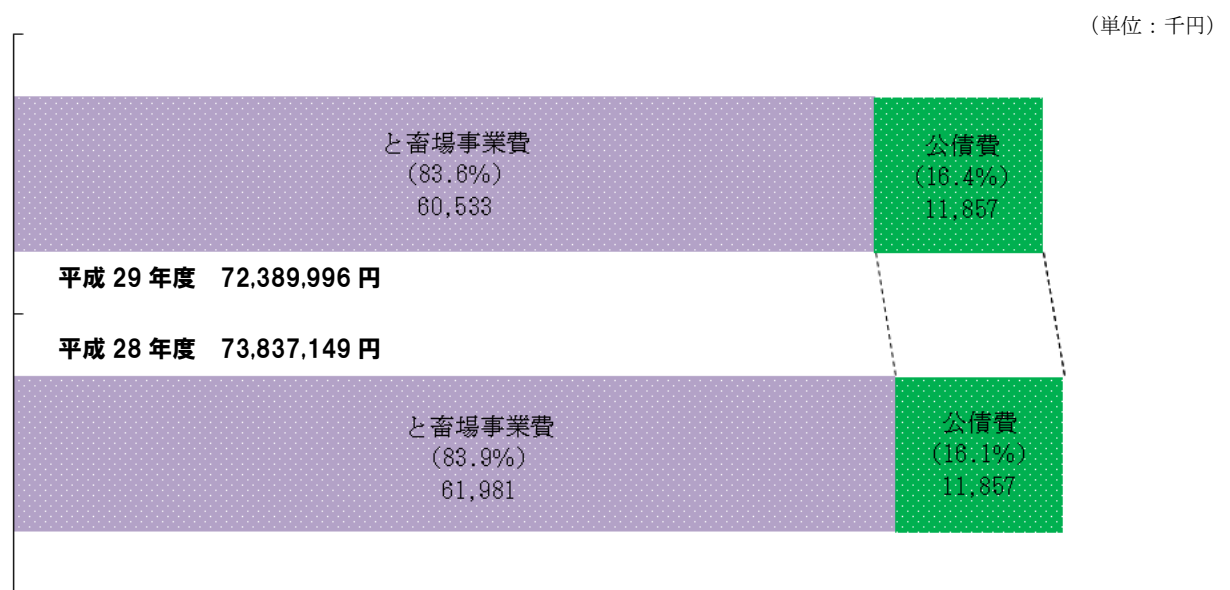 (単位:千円)
と畜場事業費
(83.6%)
60,533
公債費
(16.4%)
11,857
平成 29 年度 72,389,996 円
平成 28 年度 73,837,149 円
と畜場事業費
(83.9%)
61,981
公債費
(16.1%)
11,857